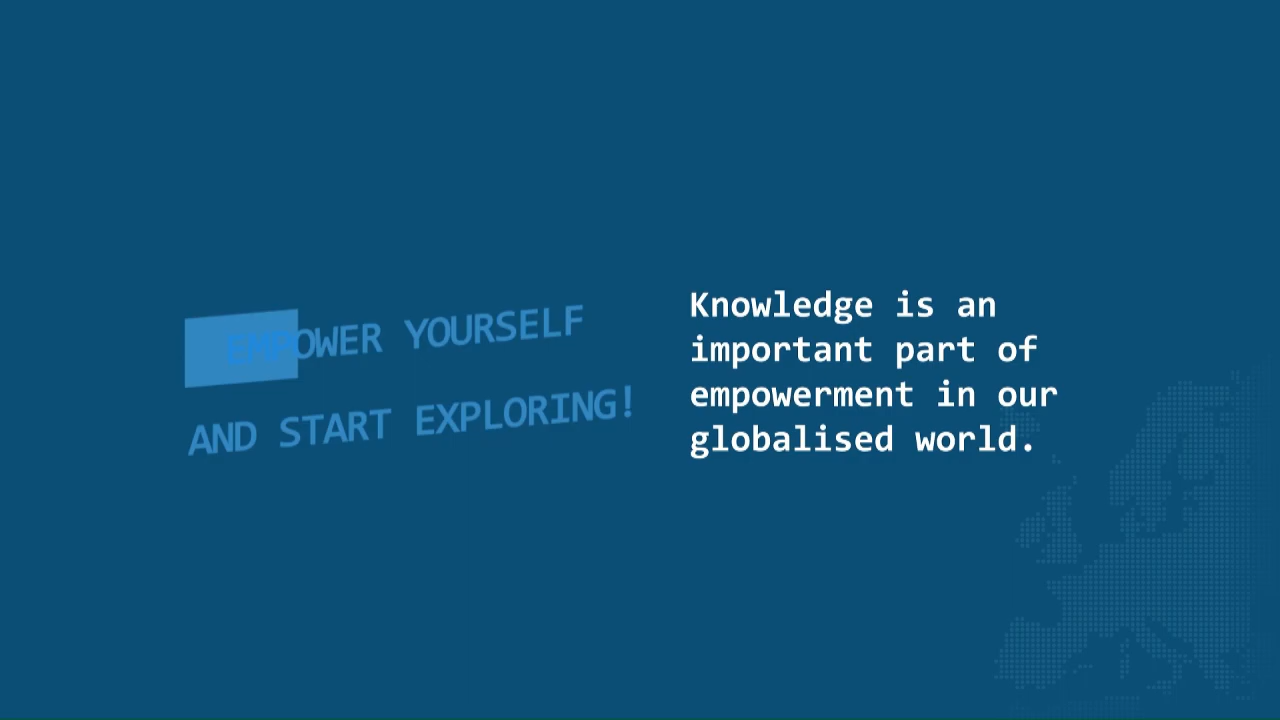 EMPOWER YOURSELF
AND START EXPLORING!
Knowledge is an
important part of
empowerment in our
globalised world.